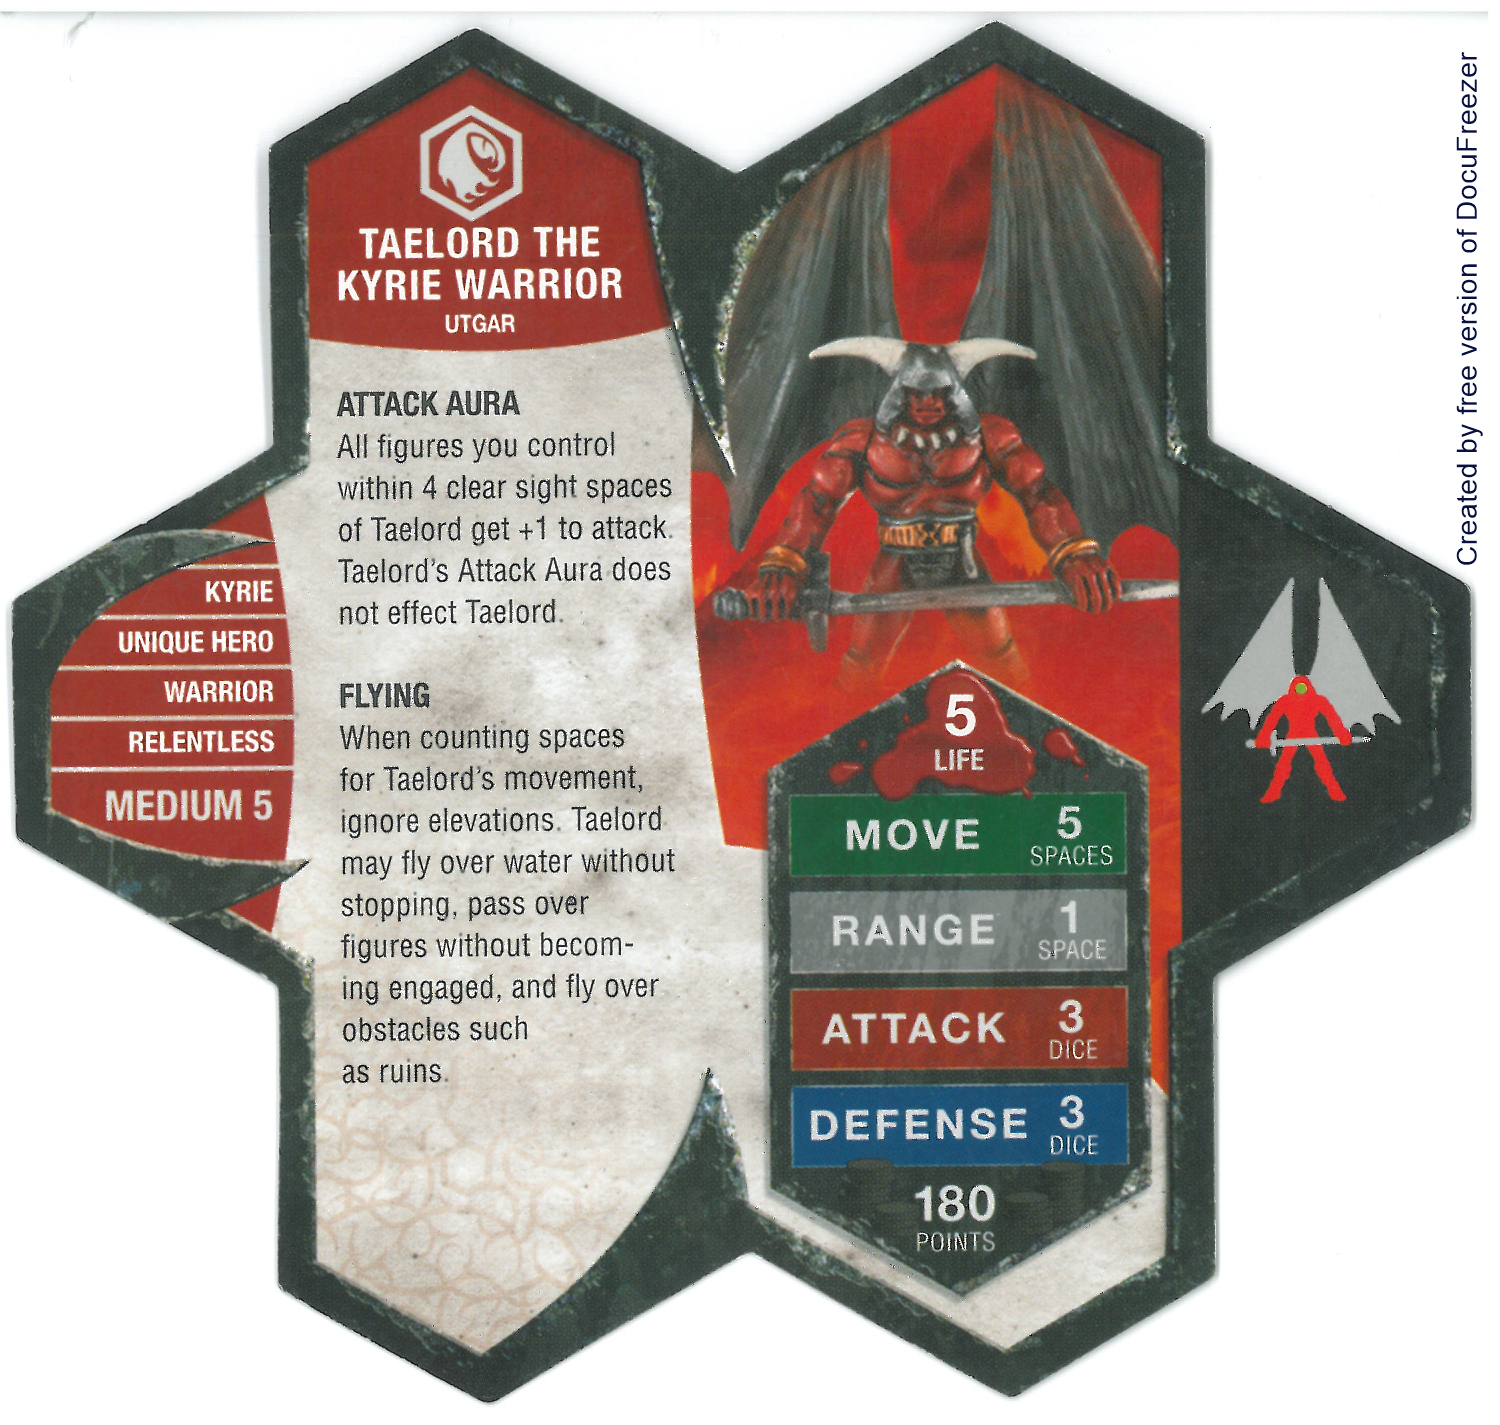 TAELORD THE
KYRIE WARRIOR
UTGAR
ATTACK AURA
All figures you control
within 4 clear sight spaces
of Taelord get +1 to attack.
Taelord's Attack Aura does
not effect Taelord.
FLYING
When counting spaces
for Taelord's movement,
ignore elevations. Taelord
may fly over water without
stopping, pass over
figures without becom-
ing engaged, and fly over
obstacles such
as ruins.
KYRIE
UNIQUE HERO
WARRIOR
RELENTLESS
MEDIUM 5
5
LIFE
MOVE 5
SPACES
RANGE 1
SPACE
ATTACK 3
DICE
DEFENSE 3
DICE
180
POINTS
Created by free version of DocuFreezer